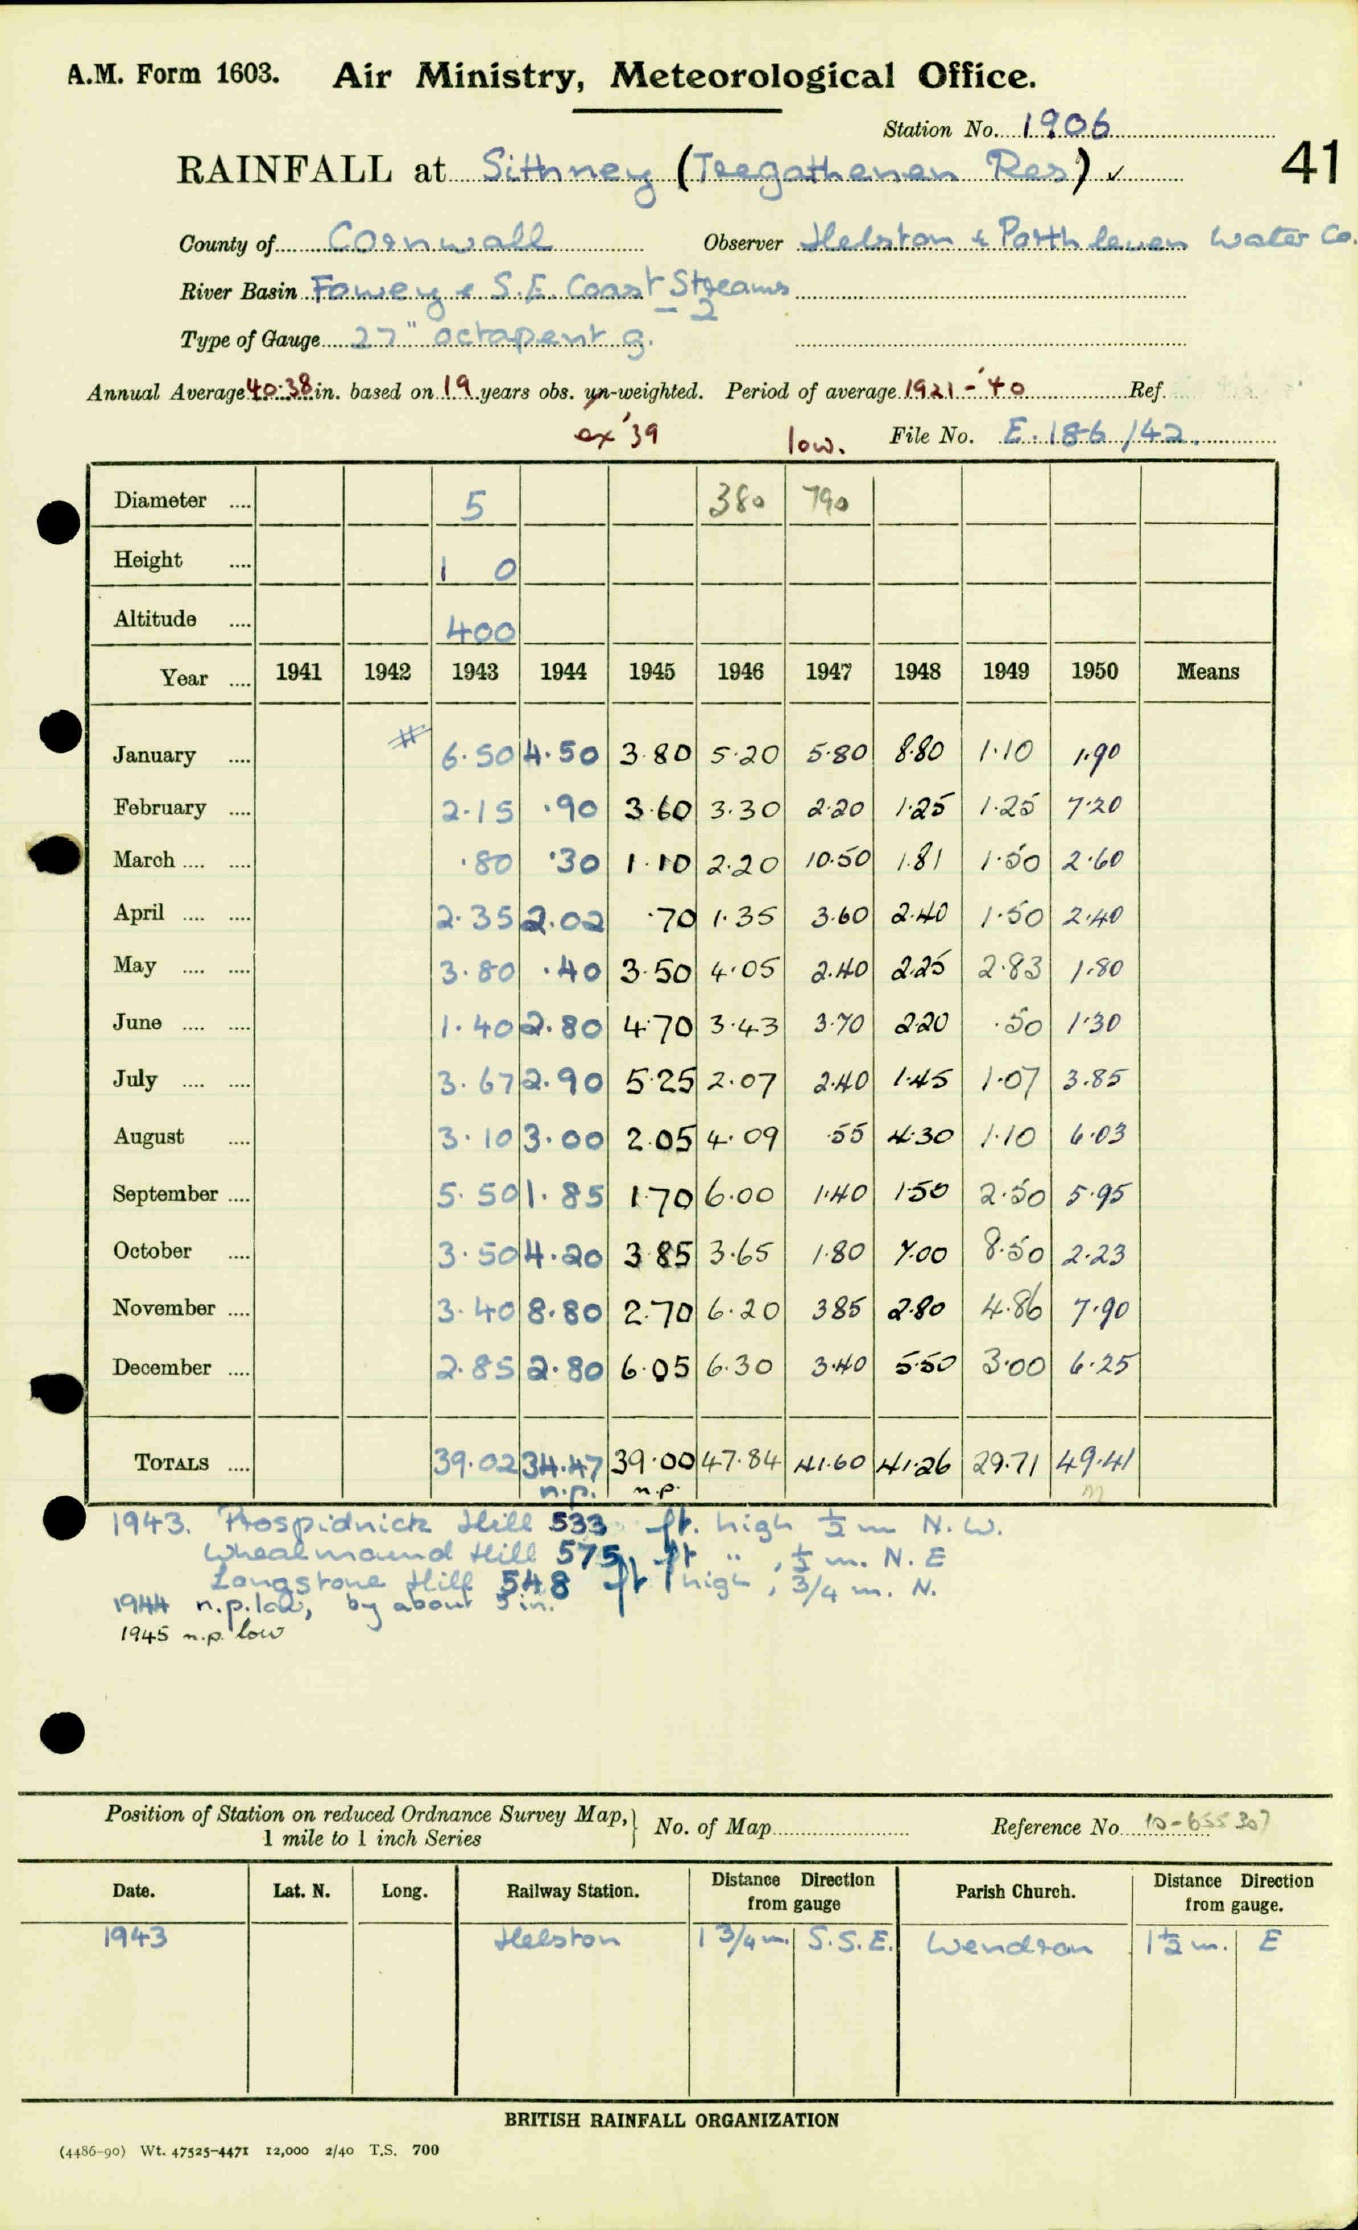 A.M. Form 1603. Air Ministry, Meteorological Office.
Station No. 1906
41
RAINFALL at Sithney (Tregathenan Res) ✓
County of Cornwall Observer Helston & Porthleven Water Co.
River Basin Fowey & S.E. Coast Streams
- 2
Type of Gauge 27" octapent g.
Annual Average 40.38 in. based on 19 years obs. un-weighted. Period of average 1921-'40 Ref.
ex '39 low. File No. E.186/42.
Diameter .... 5 380 790
Height .... 1 0
Altitude .... 400
Year .... 1941 1942 1943 1944 1945 1946 1947 1948 1949 1950 Means
January .... # 6.50 4.50 3.80 5.20 5.80 8.80 1.10 1.90
February .... 2.15 .90 3.60 3.30 2.20 1.25 1.25 7.20
March .... .... .80 .30 1.10 2.20 10.50 1.81 1.50 2.60
April .... .... 2.35 2.02 .70 1.35 3.60 2.40 1.50 2.40
May .... .... 3.80 .40 3.50 4.05 2.40 2.25 2.83 1.80
June .... .... 1.40 2.80 4.70 3.43 3.70 2.20 .50 1.30
July .... .... 3.67 2.90 5.25 2.07 2.40 1.45 1.07 3.85
August .... 3.10 3.00 2.05 4.09 .55 4.30 1.10 6.03
September .... 5.50 1.85 1.70 6.00 1.40 1.50 2.50 5.95
October .... 3.50 4.20 3.85 3.65 1.80 7.00 8.50 2.23
November .... 3.40 8.80 2.70 6.20 3.85 2.80 4.86 7.90
December .... 2.85 2.80 6.05 6.30 3.40 5.50 3.00 6.25
TOTALS .... 39.02 34.47 39.00 47.84 41.60 41.26 29.71 49.41
n.p. n.p. m
1943. Prospidnick Hill 533 ft. high ½ m N.W.
Wheal mound Hill 575 ft " , ½ m. N.E
Longstone Hill 548 ft high, 3/4 m. N.
1944 n.p. low, by about 5 in.
1945 n.p. low
Position of Station on reduced Ordnance Survey Map, 1 mile to 1 inch Series } No. of Map Reference No 10-655307
Date. Lat. N. Long. Railway Station. Distance Direction from gauge Parish Church. Distance Direction from gauge.
1943 Helston 1 3/4 m. S.S.E. Wendron 1½ m. E
BRITISH RAINFALL ORGANIZATION
(4486-90) Wt. 47525-4471 12,000 2/40 T.S. 700